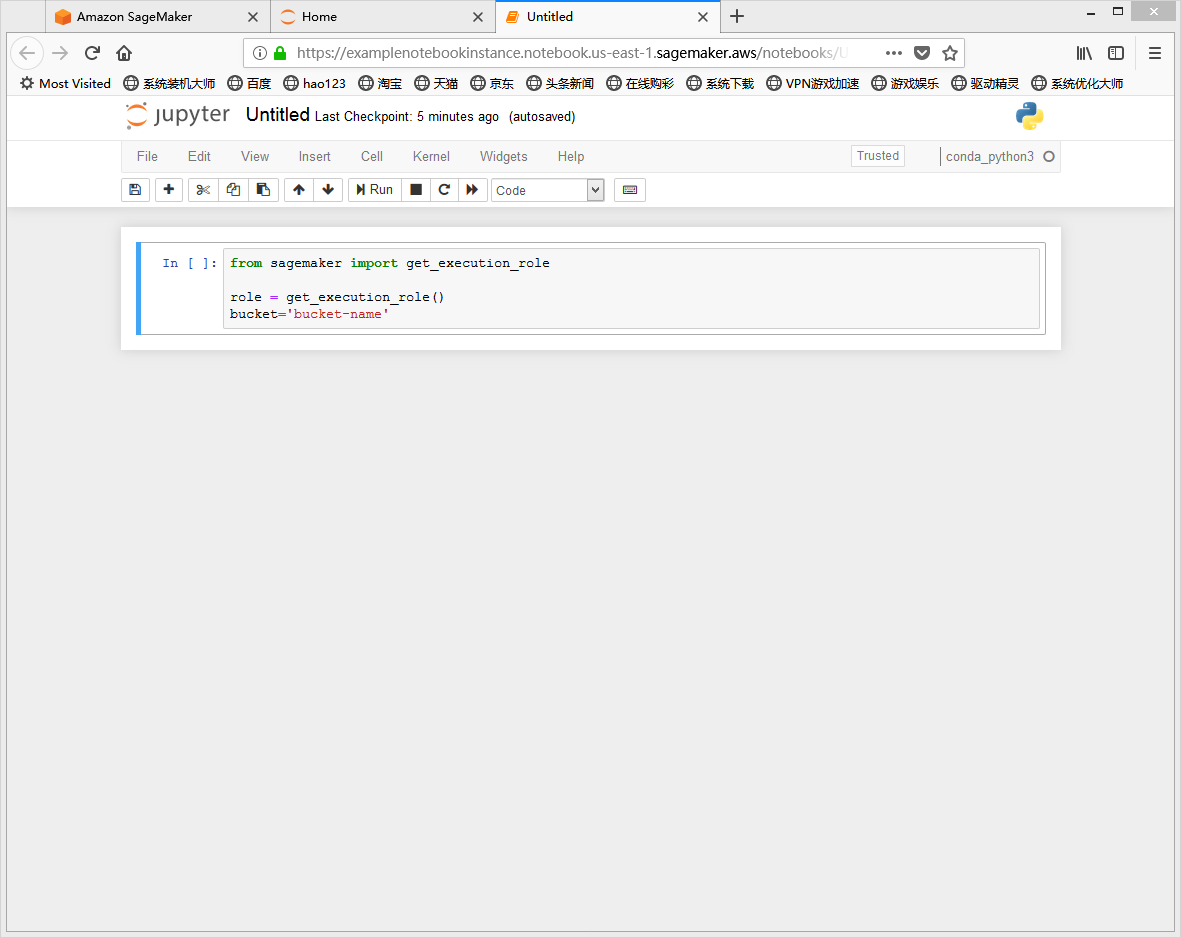 Amazon SageMaker
Home
Untitled
https://examplenotebookinstance.notebook.us-east-1.sagemaker.aws/notebooks/U
Most Visited 系统装机大师 百度 hao123 淘宝 天猫 京东 头条新闻 在线购彩 系统下载 VPN游戏加速 游戏娱乐 驱动精灵 系统优化大师
jupyter Untitled Last Checkpoint: 5 minutes ago (autosaved)
File Edit View Insert Cell Kernel Widgets Help Trusted conda_python3
Run Code
In [ ]: from sagemaker import get_execution_role
role = get_execution_role()
bucket='bucket-name'